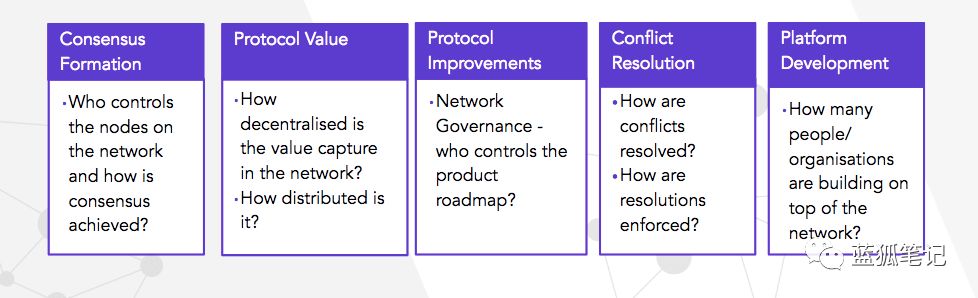 Consensus
Formation
·Who controls
the nodes on
the network
and how is
consensus
achieved?
Protocol Value
·How
decentralised is
the value capture
in the network?
·How distributed is
it?
Protocol
Improvements
·Network
Governance -
who controls the
product
roadmap?
Conflict
Resolution
•How are
conflicts
resolved?
•How are
resolutions
enforced?
Platform
Development
·How many
people/
organisations
are building on
top of the
network?
蓝狐笔记